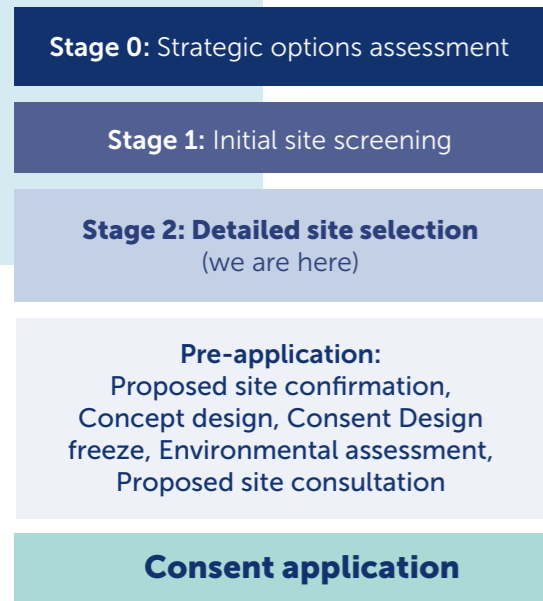 Stage 0: Strategic options assessment
Stage 1: Initial site screening
Stage 2: Detailed site selection
(we are here)
Pre-application:
Proposed site confirmation,
Concept design, Consent Design
freeze, Environmental assessment,
Proposed site consultation
Consent application